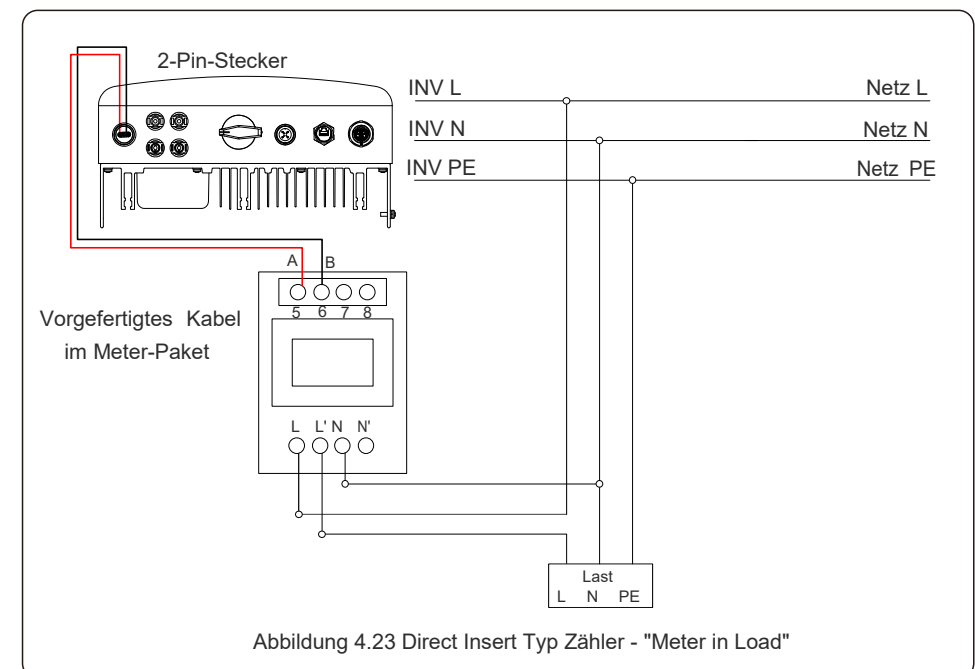 2-Pin-Stecker
INV L Netz L
INV N Netz N
INV PE Netz PE
A B
5 6 7 8
Vorgefertigtes Kabel
im Meter-Paket
L L' N N'
Last
L N PE
Abbildung 4.23 Direct Insert Typ Zähler - "Meter in Load"